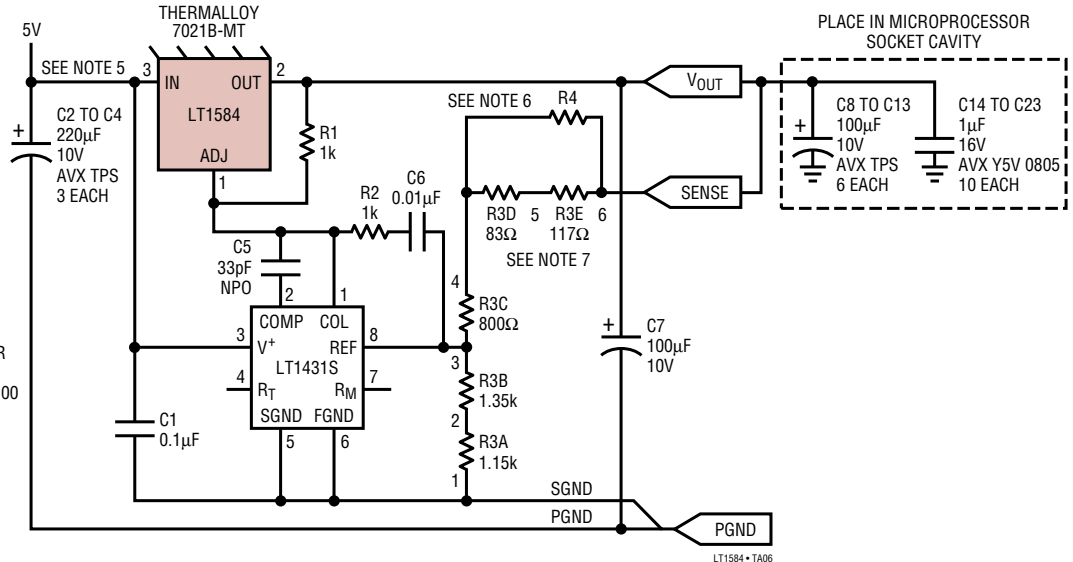 THERMALLOY
7021B-MT
5V
SEE NOTE 5
3
IN
OUT
2
LT1584
ADJ
1
C2 TO C4
220µF
10V
AVX TPS
3 EACH
+
R1
1k
SEE NOTE 6
R4
V_OUT
SENSE
PLACE IN MICROPROCESSOR
SOCKET CAVITY
+
C8 TO C13
100µF
10V
AVX TPS
6 EACH
C14 TO C23
1µF
16V
AVX Y5V 0805
10 EACH
R2
1k
C6
0.01µF
R3D
83Ω
5
R3E
117Ω
6
SEE NOTE 7
C5
33pF
NPO
2
1
COMP
COL
3
V+
REF
8
LT1431S
4
R_T
R_M
7
SGND
FGND
5
6
4
R3C
800Ω
3
R3B
1.35k
2
R3A
1.15k
1
+
C7
100µF
10V
R
00
C1
0.1µF
SGND
PGND
PGND
LT1584 • TA06